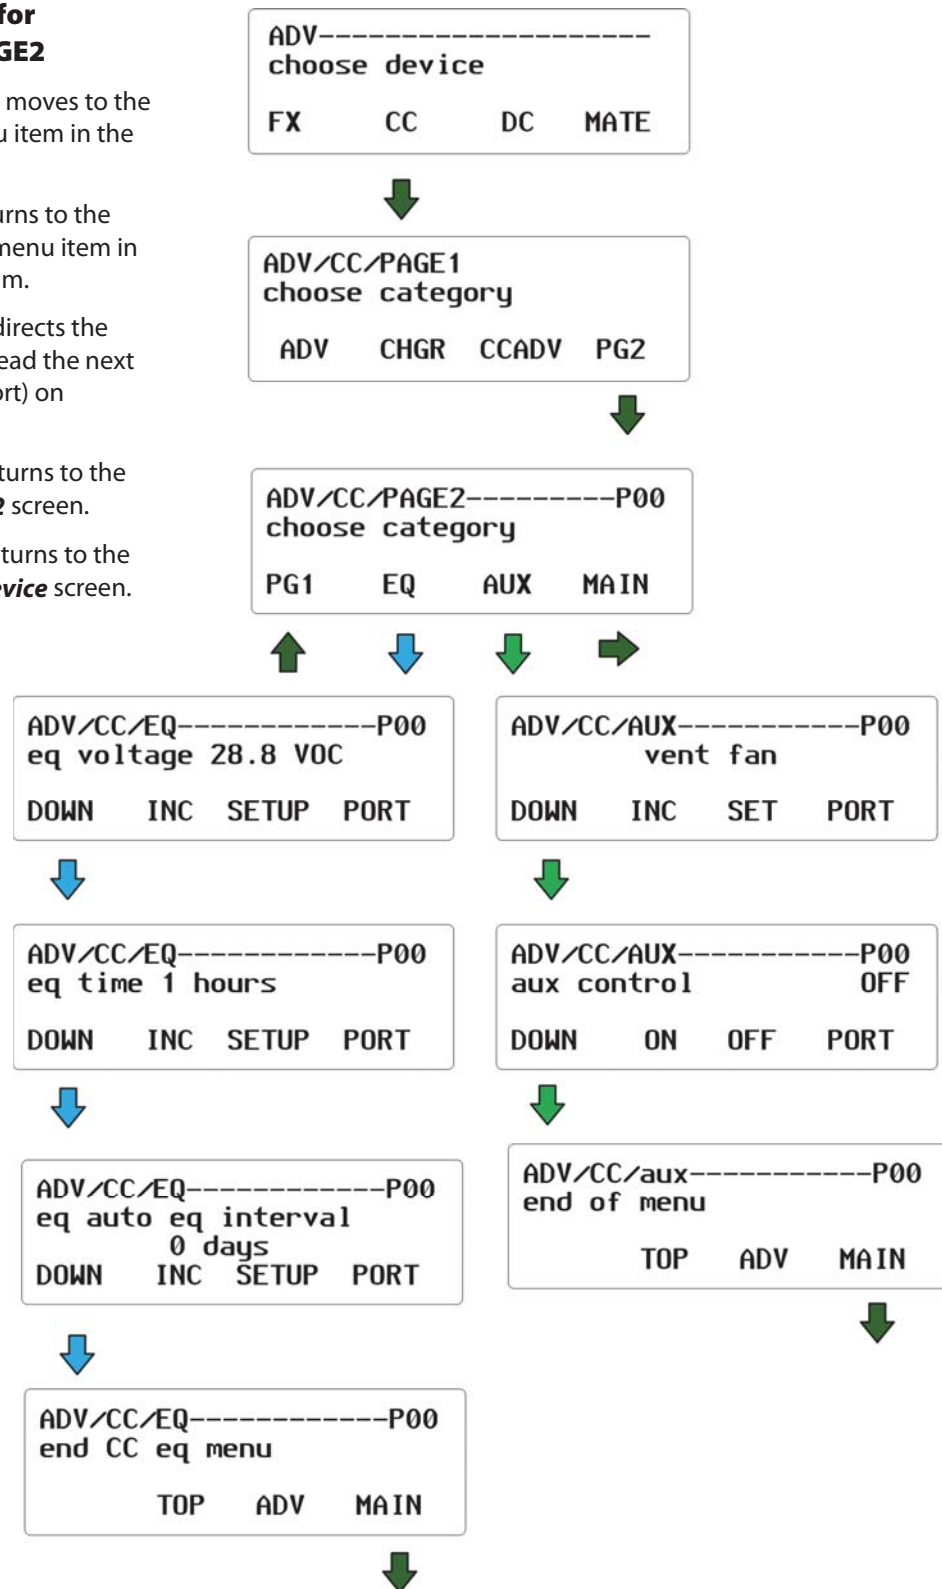 for
GE2
moves to the
item in the
urns to the
menu item in
directs the
ead the next
ort) on
turns to the
screen.
turns to the
evice screen.
ADV--------------------
choose device
FX CC DC MATE
ADV/CC/PAGE1
choose category
ADV CHGR CCADV PG2
ADV/CC/PAGE2---------P00
choose category
PG1 EQ AUX MAIN
ADV/CC/EQ------------P00
eq voltage 28.8 VOC
DOWN INC SETUP PORT
ADV/CC/EQ------------P00
eq time 1 hours
DOWN INC SETUP PORT
ADV/CC/EQ------------P00
eq auto eq interval
0 days
DOWN INC SETUP PORT
ADV/CC/EQ------------P00
end CC eq menu
TOP ADV MAIN
ADV/CC/AUX-----------P00
vent fan
DOWN INC SET PORT
ADV/CC/AUX-----------P00
aux control OFF
DOWN ON OFF PORT
ADV/CC/aux-----------P00
end of menu
TOP ADV MAIN